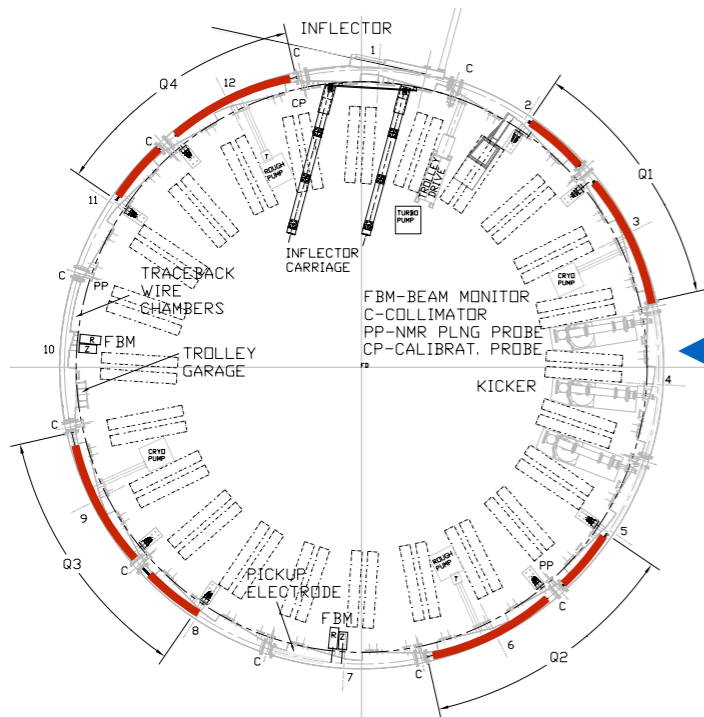 INFLECTOR
1
C
C
Q4
12
CP
2
C
Q1
ROUGH
PUMP
TROLLEY
DRIVE
11
TURBO
PUMP
3
INFLECTOR
CARRIAGE
CRYO
PUMP
PP
TRACEBACK
WIRE
CHAMBERS
FBM-BEAM MONITOR
C-COLLIMATOR
PP-NMR PLNG PROBE
CP-CALIBRAT. PROBE
R
Z
FBM
10
TROLLEY
GARAGE
KICKER
4
C
CRYO
PUMP
9
Q3
C
5
ROUGH
PUMP
PP
C
PICKUP
ELECTRODE
8
FBM
R
Z
6
Q2
C
C
7